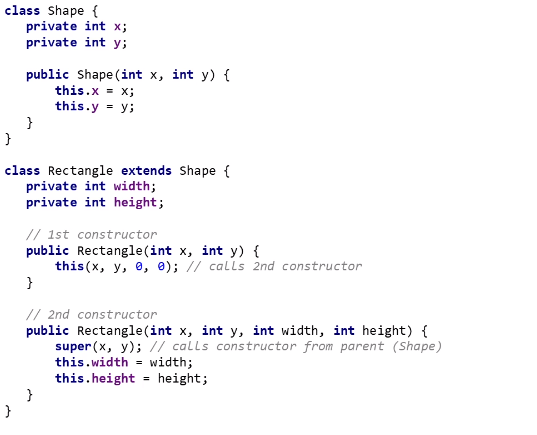 class Shape {
    private int x;
    private int y;

    public Shape(int x, int y) {
        this.x = x;
        this.y = y;
    }
}

class Rectangle extends Shape {
    private int width;
    private int height;

    // 1st constructor
    public Rectangle(int x, int y) {
        this(x, y, 0, 0); // calls 2nd constructor
    }

    // 2nd constructor
    public Rectangle(int x, int y, int width, int height) {
        super(x, y); // calls constructor from parent (Shape)
        this.width = width;
        this.height = height;
    }
}